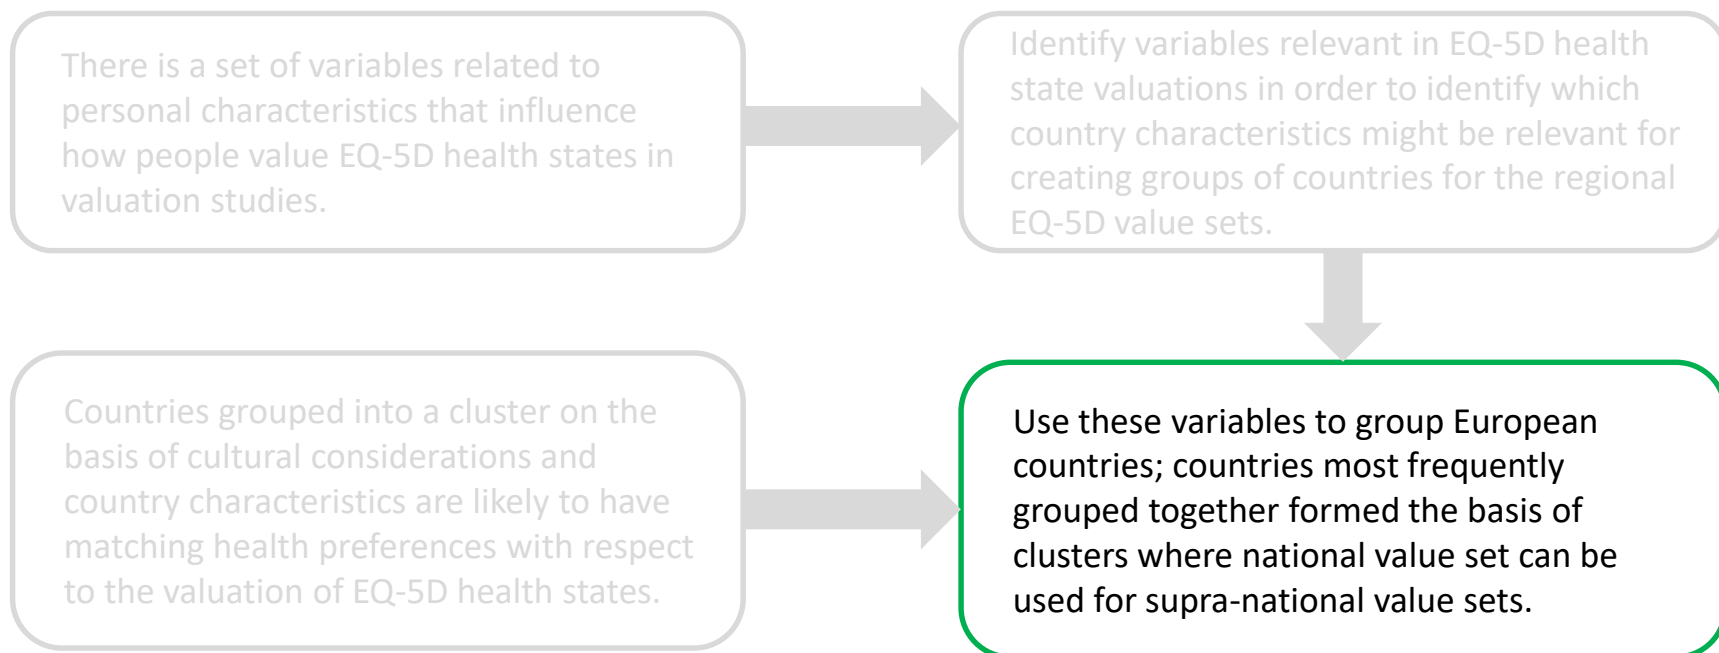 There is a set of variables related to
personal characteristics that influence
how people value EQ-5D health states in
valuation studies.
Identify variables relevant in EQ-5D health
state valuations in order to identify which
country characteristics might be relevant for
creating groups of countries for the regional
EQ-5D value sets.
Countries grouped into a cluster on the
basis of cultural considerations and
country characteristics are likely to have
matching health preferences with respect
to the valuation of EQ-5D health states.
Use these variables to group European
countries; countries most frequently
grouped together formed the basis of
clusters where national value set can be
used for supra-national value sets.